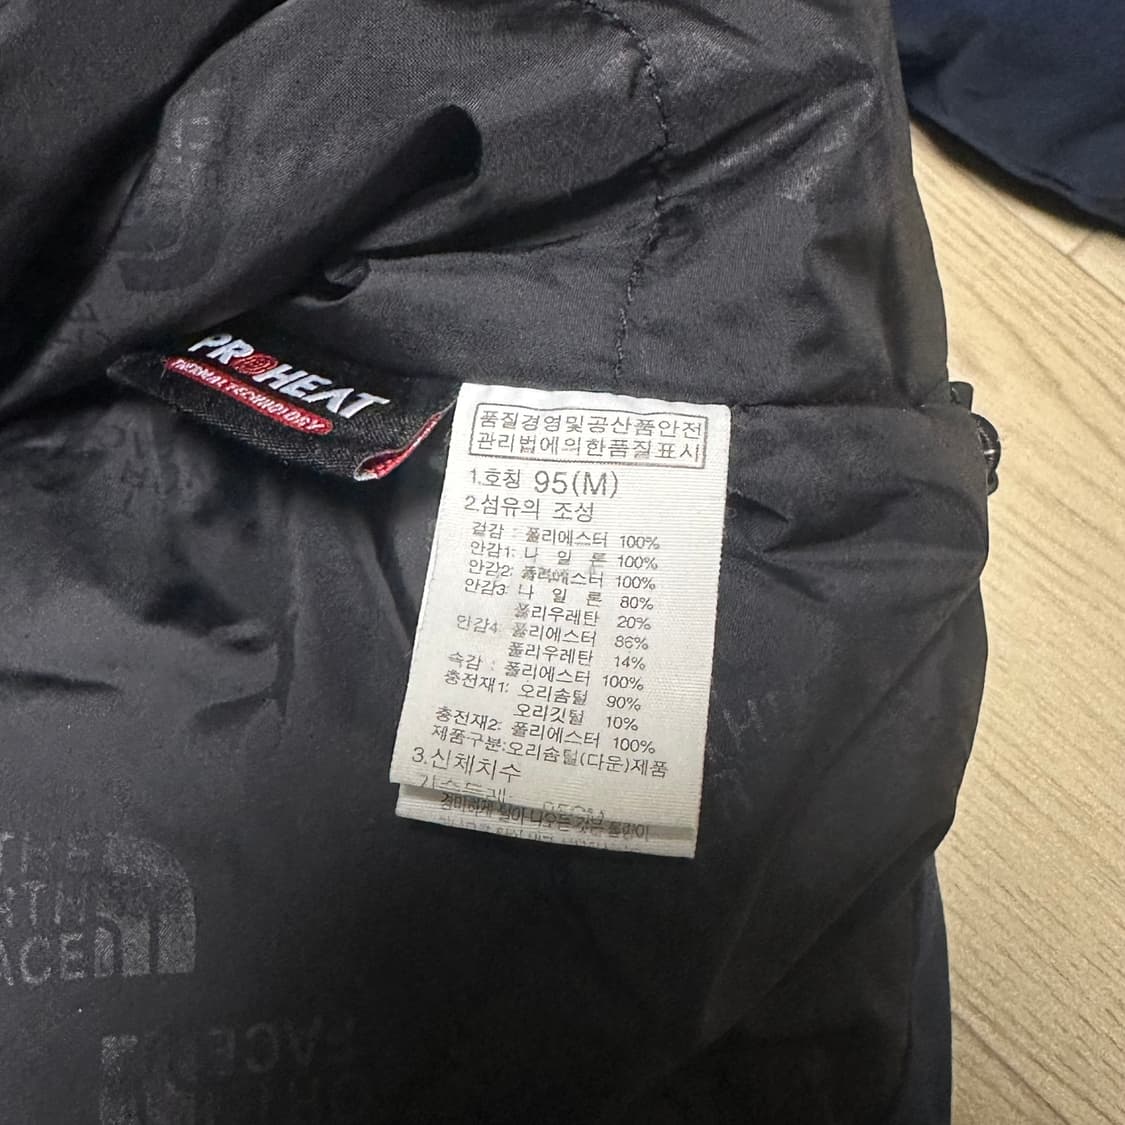 PROHEAT
THERMAL TECHNOLOGY
품질경영및공산품안전
관리법에의한품질표시
1.호칭 95(M)
2.섬유의 조성
겉감 : 폴리에스터 100%
안감1: 나 일 론 100%
안감2: 폴리에스터 100%
안감3: 나 일 론 80%
폴리우레탄 20%
안감4: 폴리에스터 86%
폴리우레탄 14%
속감 : 폴리에스터 100%
충전재1: 오리솜털 90%
오리깃털 10%
충전재2: 폴리에스터 100%
제품구분:오리솜털(다운)제품
3.신체치수
가슴둘레
THE
NORTH
FACE